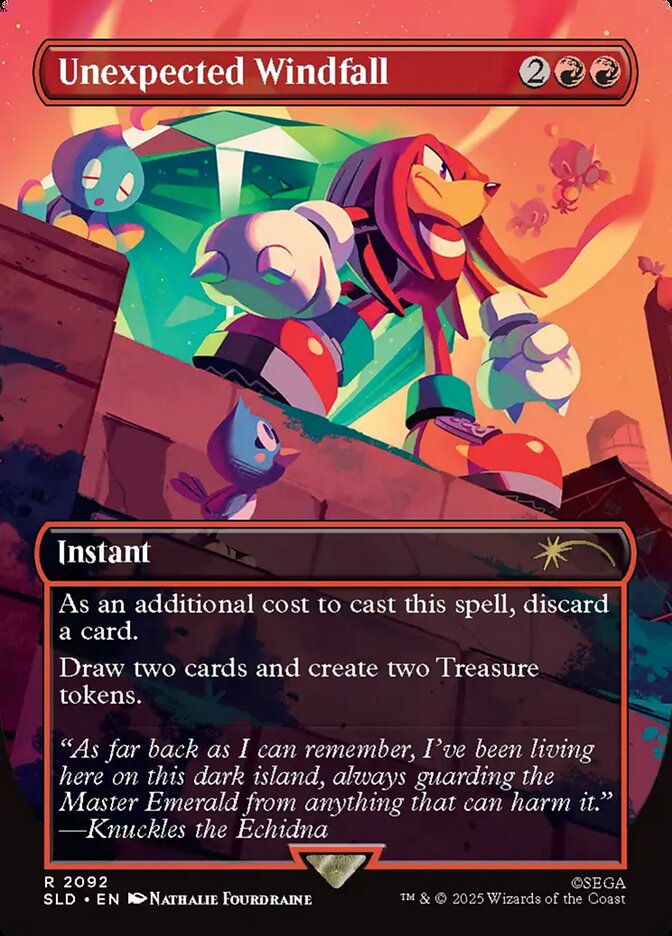 Unexpected Windfall 2
Instant
As an additional cost to cast this spell, discard
a card.
Draw two cards and create two Treasure
tokens.
“As far back as I can remember, I’ve been living
here on this dark island, always guarding the
Master Emerald from anything that can harm it.”
—Knuckles the Echidna
R 2092 ©SEGA
SLD • EN Nathalie Fourdraine ™ & © 2025 Wizards of the Coast